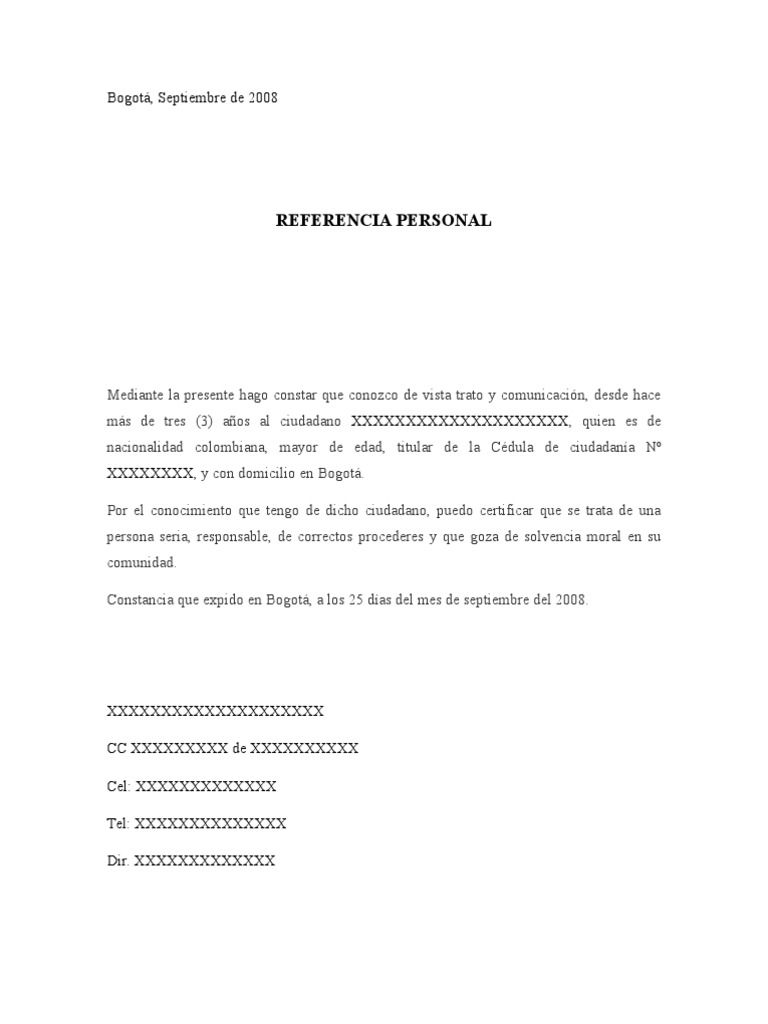 Bogotá, Septiembre de 2008
REFERENCIA PERSONAL
Mediante la presente hago constar que conozco de vista trato y comunicación, desde hace
más de tres (3) años al ciudadano XXXXXXXXXXXXXXXXXXXX, quien es de
nacionalidad colombiana, mayor de edad, titular de la Cédula de ciudadanía Nº
XXXXXXXX, y con domicilio en Bogotá.
Por el conocimiento que tengo de dicho ciudadano, puedo certificar que se trata de una
persona seria, responsable, de correctos procederes y que goza de solvencia moral en su
comunidad.
Constancia que expido en Bogotá, a los 25 días del mes de septiembre del 2008.
XXXXXXXXXXXXXXXXXXXX
CC XXXXXXXXX de XXXXXXXXXX
Cel: XXXXXXXXXXXXX
Tel: XXXXXXXXXXXXXX
Dir. XXXXXXXXXXXXX